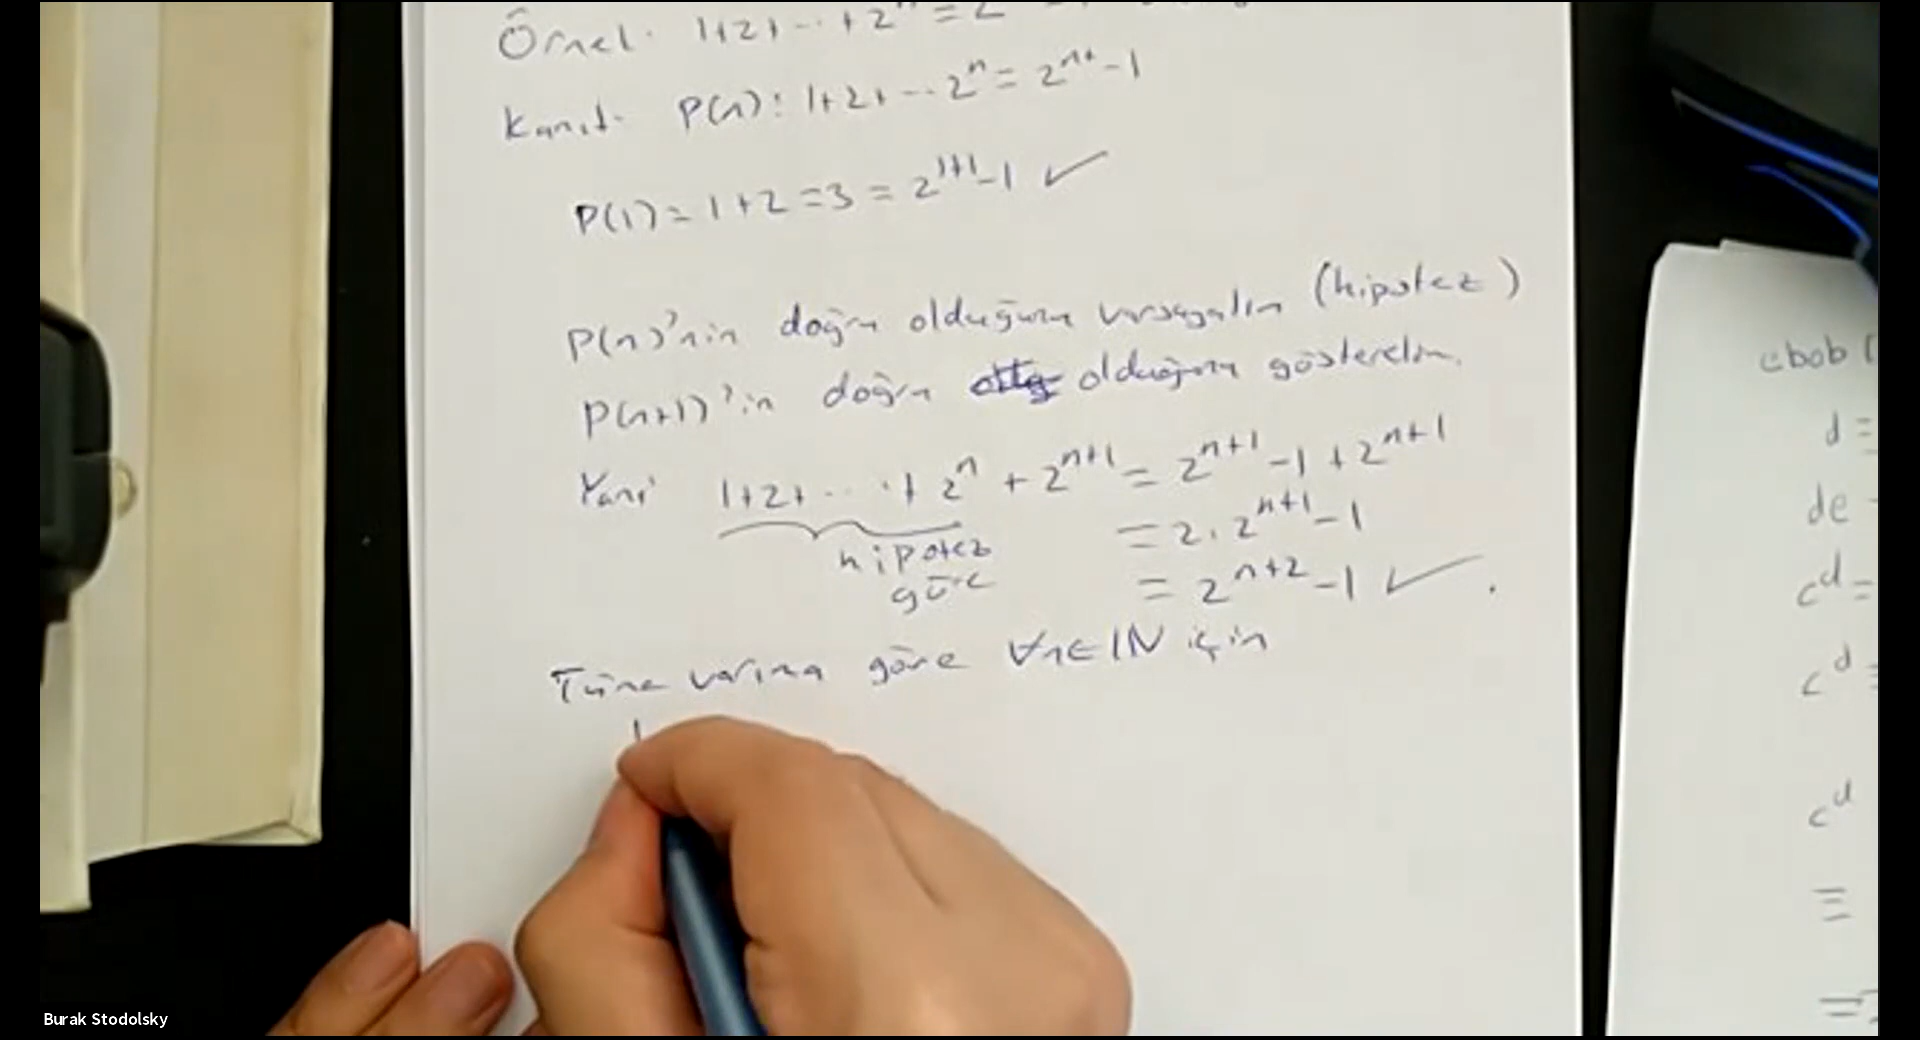 Örnek. 1+2+...+2ⁿ = 2
Kanıt. P(n): 1+2+...2ⁿ = 2ⁿ⁺-1
P(1) = 1+2 = 3 = 2¹⁺¹-1 ✓
P(n)'nin doğru olduğunu varsayalım (hipotez)
P(n+1)'in doğru olduğunu gösterelim.
Yani 1+2+...+2ⁿ + 2ⁿ⁺¹ = 2ⁿ⁺¹-1+2ⁿ⁺¹
= 2.2ⁿ⁺¹-1
hipotez
göre
= 2ⁿ⁺²-1 ✓.
Tüme varıma göre ∀n∈ℕ için
1
ebob(
d =
de
cᵈ =
cᵈ =
cᵈ
≡
=
Burak Stodolsky